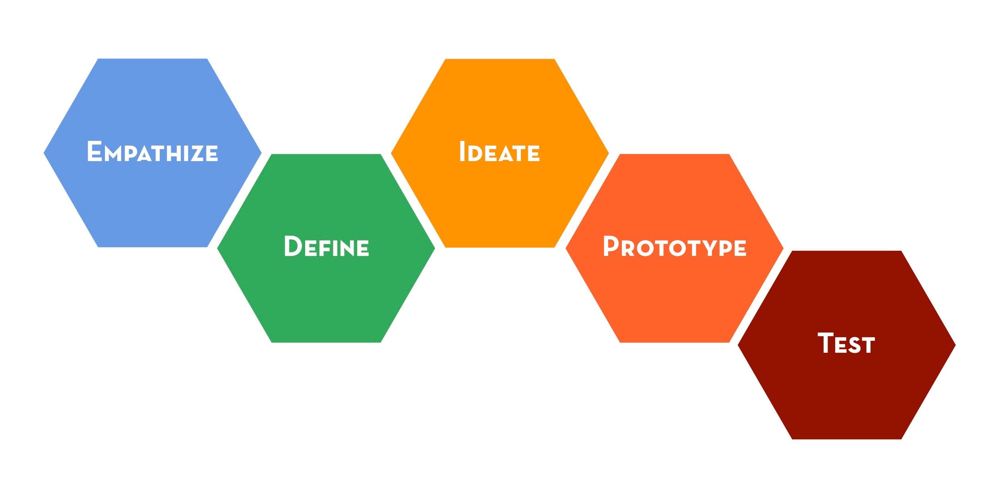 Empathize
Define
Ideate
Prototype
Test